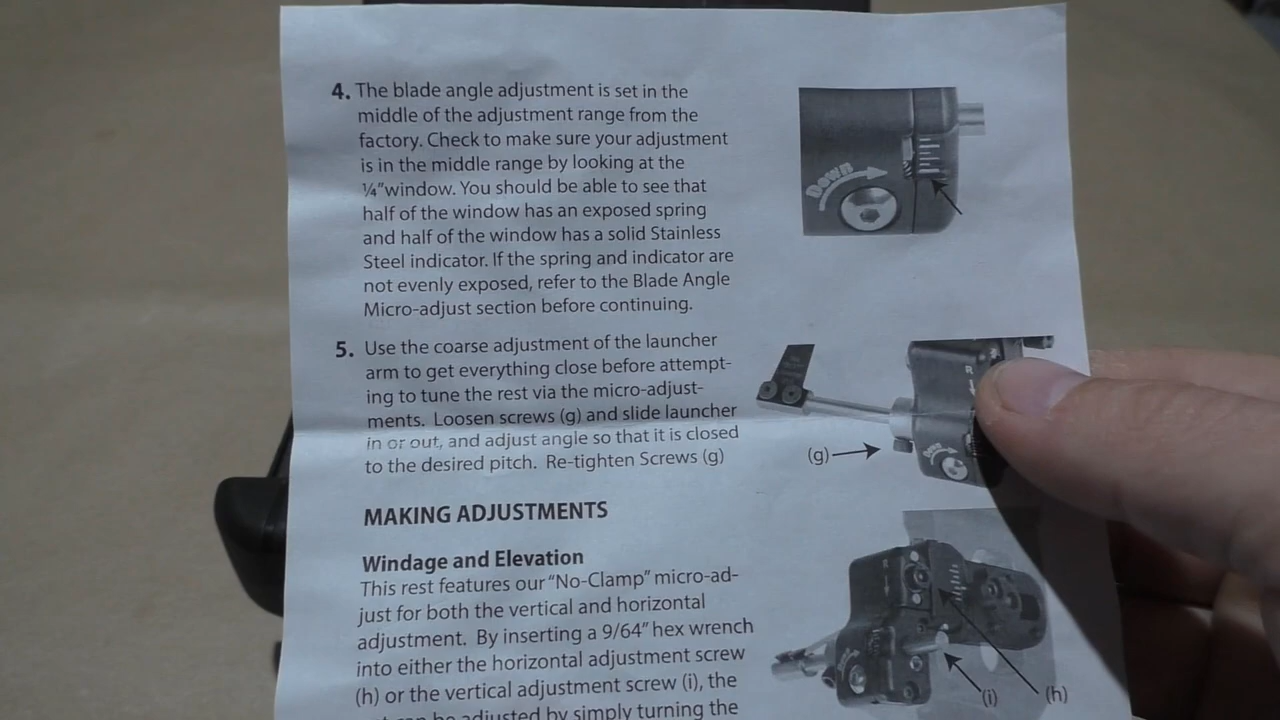 4. The blade angle adjustment is set in the
middle of the adjustment range from the
factory. Check to make sure your adjustment
is in the middle range by looking at the
¼" window. You should be able to see that
half of the window has an exposed spring
and half of the window has a solid Stainless
Steel indicator. If the spring and indicator are
not evenly exposed, refer to the Blade Angle
Micro-adjust section before continuing.
DOWN
5. Use the coarse adjustment of the launcher
arm to get everything close before attempt-
ing to tune the rest via the micro-adjust-
ments. Loosen screws (g) and slide launcher
in or out, and adjust angle so that it is closed
to the desired pitch. Re-tighten Screws (g)
R
(g)
MAKING ADJUSTMENTS
Windage and Elevation
This rest features our "No-Clamp" micro-ad-
just for both the vertical and horizontal
adjustment. By inserting a 9/64" hex wrench
into either the horizontal adjustment screw
(h) or the vertical adjustment screw (i), the
can be adjusted by simply turning the
R
(i)
(h)